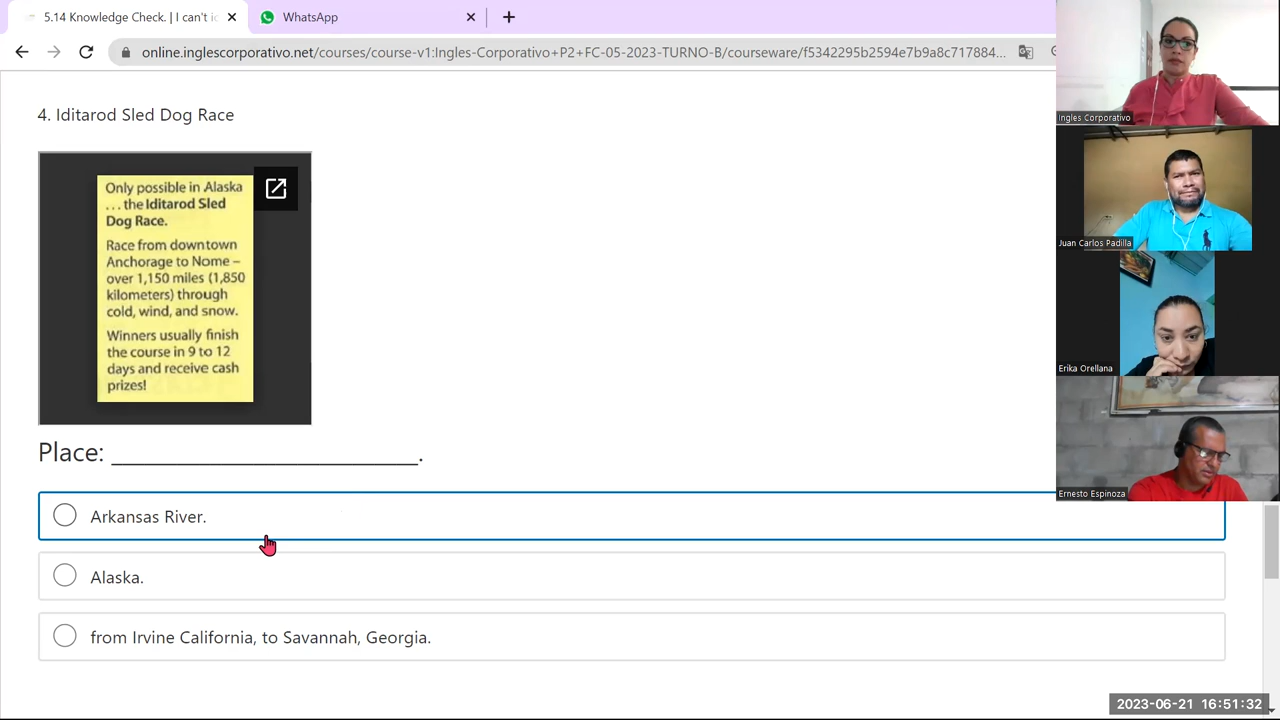 5.14 Knowledge Check. | I can't ic
WhatsApp
online.inglescorporativo.net/courses/course-v1:Ingles-Corporativo+P2+FC-05-2023-TURNO-B/courseware/f5342295b2594e7b9a8c717884...
4. Iditarod Sled Dog Race
Only possible in Alaska
... the Iditarod Sled
Dog Race.
Race from downtown
Anchorage to Nome –
over 1,150 miles (1,850
kilometers) through
cold, wind, and snow.
Winners usually finish
the course in 9 to 12
days and receive cash
prizes!
Place: ____________________________.
Arkansas River.
Alaska.
from Irvine California, to Savannah, Georgia.
Ingles Corporativo
Juan Carlos Padilla
Erika Orellana
Ernesto Espinoza
2023-06-21 16:51:32